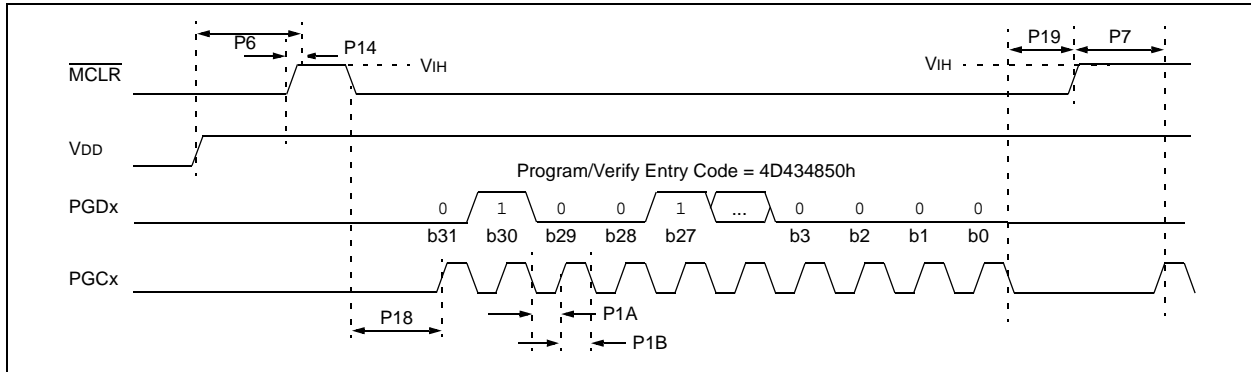 P6 P14 P19 P7
MCLR VIH VIH
VDD
Program/Verify Entry Code = 4D434850h
PGDx 0 1 0 0 1 ... 0 0 0 0
b31 b30 b29 b28 b27 b3 b2 b1 b0
PGCx
P18 P1A
P1B